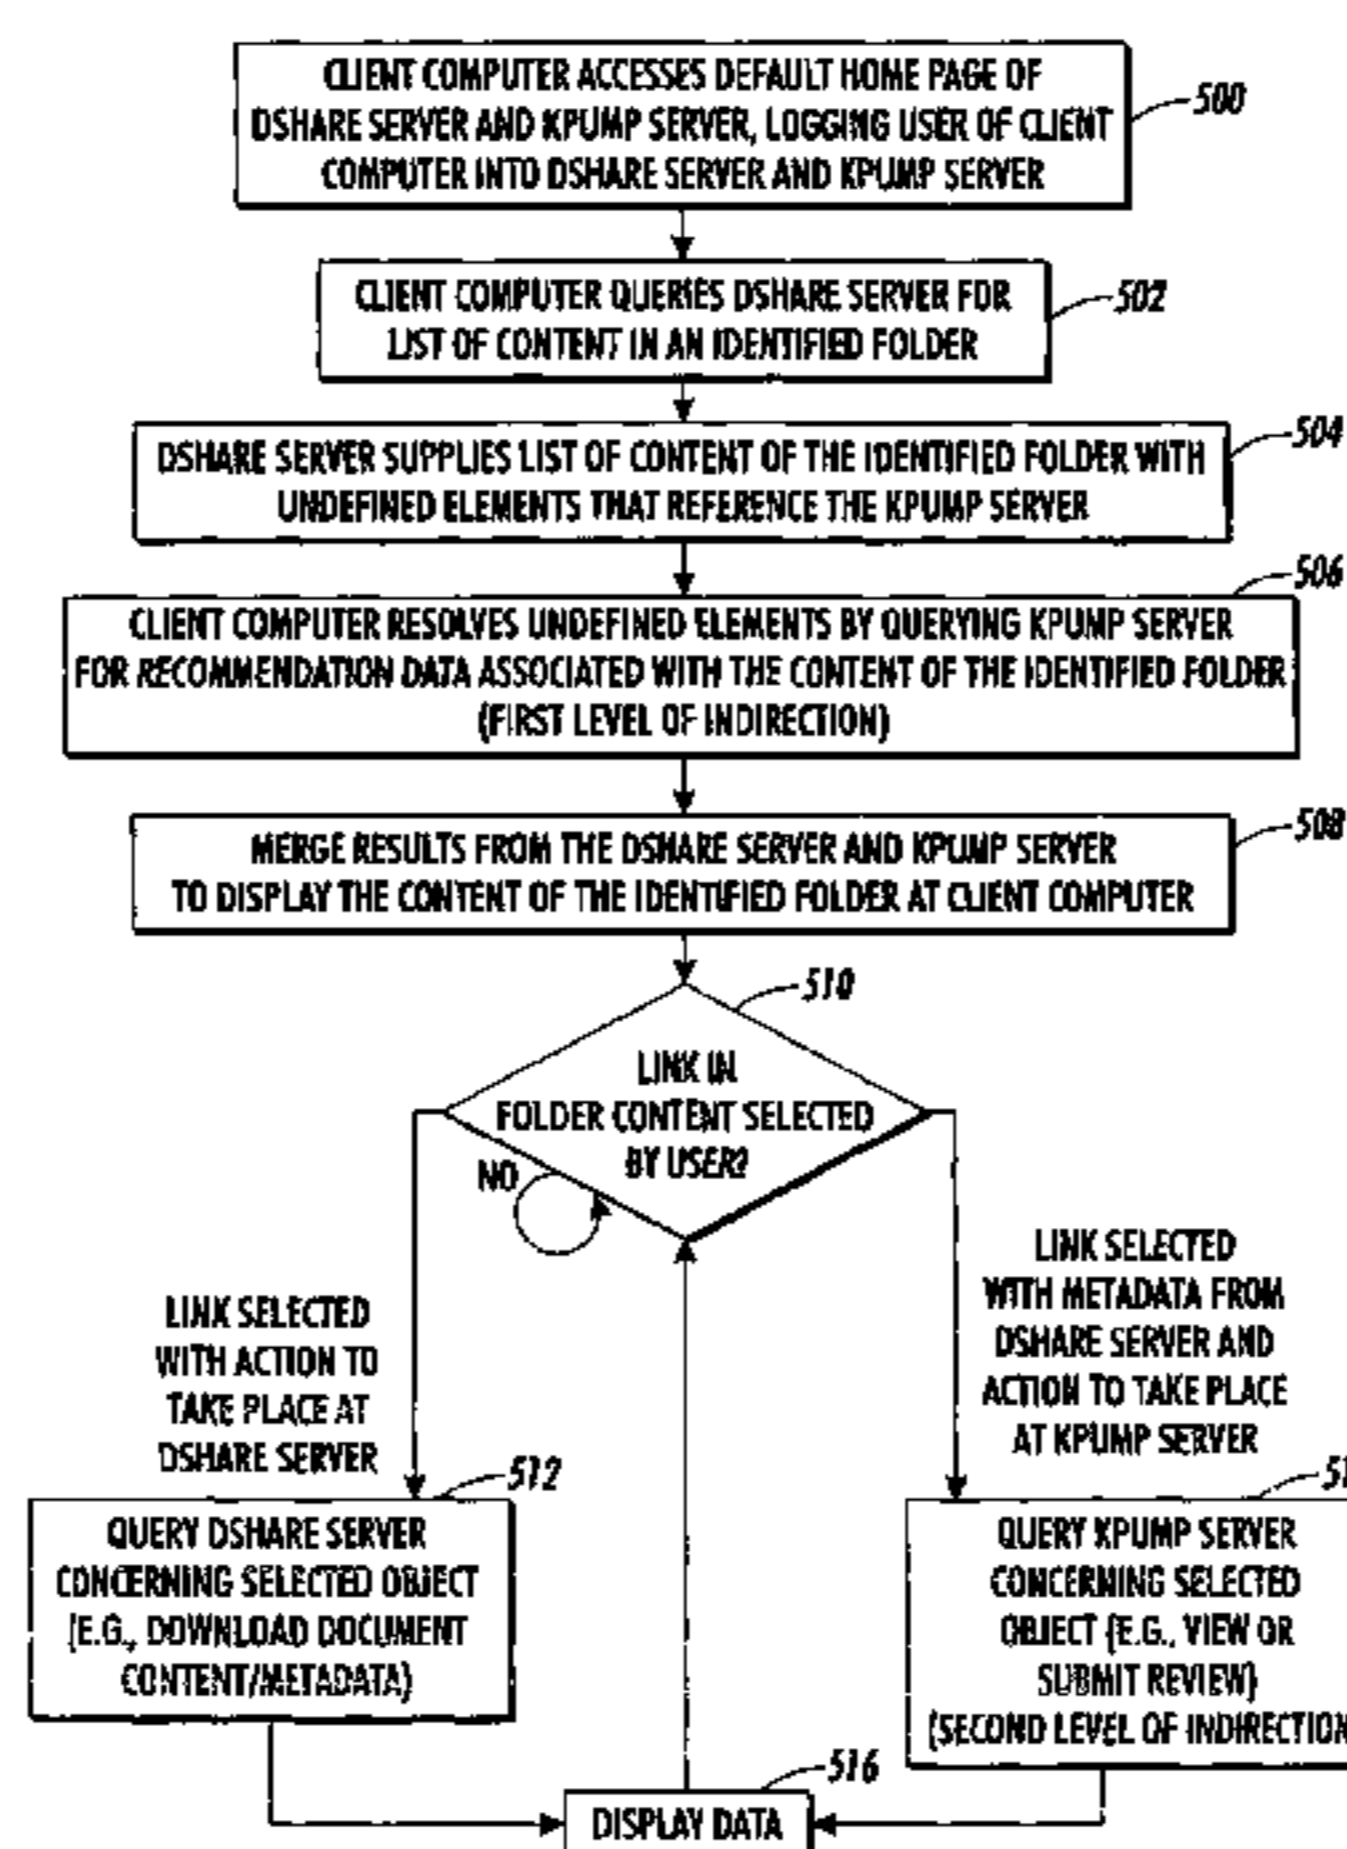 CLIENT COMPUTER ACCESSES DEFAULT HOME PAGE OF
DSHARE SERVER AND KPUMP SERVER, LOGGING USER OF CLIENT
COMPUTER INTO DSHARE SERVER AND KPUMP SERVER
500
CLIENT COMPUTER QUERIES DSHARE SERVER FOR
LIST OF CONTENT IN AN IDENTIFIED FOLDER
502
DSHARE SERVER SUPPLIES LIST OF CONTENT OF THE IDENTIFIED FOLDER WITH
UNDEFINED ELEMENTS THAT REFERENCE THE KPUMP SERVER
504
506
CLIENT COMPUTER RESOLVES UNDEFINED ELEMENTS BY QUERYING KPUMP SERVER
FOR RECOMMENDATION DATA ASSOCIATED WITH THE CONTENT OF THE IDENTIFIED FOLDER
(FIRST LEVEL OF INDIRECTION)
508
MERGE RESULTS FROM THE DSHARE SERVER AND KPUMP SERVER
TO DISPLAY THE CONTENT OF THE IDENTIFIED FOLDER AT CLIENT COMPUTER
510
LINK IN
FOLDER CONTENT SELECTED
BY USER?
NO
LINK SELECTED
WITH ACTION TO
TAKE PLACE AT
DSHARE SERVER
LINK SELECTED
WITH METADATA FROM
DSHARE SERVER AND
ACTION TO TAKE PLACE
AT KPUMP SERVER
512
QUERY DSHARE SERVER
CONCERNING SELECTED OBJECT
(E.G., DOWNLOAD DOCUMENT
CONTENT/METADATA)
51
QUERY KPUMP SERVER
CONCERNING SELECTED
OBJECT (E.G., VIEW OR
SUBMIT REVIEW)
(SECOND LEVEL OF INDIRECTION
516
DISPLAY DATA